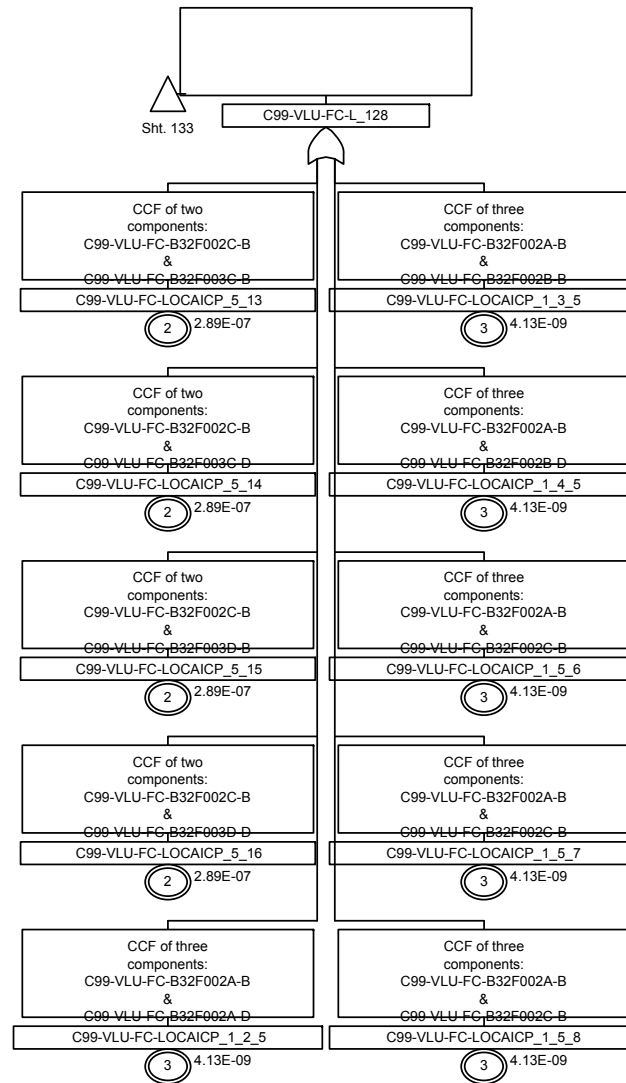 Sht. 133
C99-VLU-FC-L_128
CCF of two
components:
C99-VLU-FC-B32F002C-B
&
C99-VLU-FC-B32F003C-B
C99-VLU-FC-LOCAICP_5_13
2
2.89E-07
CCF of three
components:
C99-VLU-FC-B32F002A-B
&
C99-VLU-FC-B32F002B-B
C99-VLU-FC-LOCAICP_1_3_5
3
4.13E-09
CCF of two
components:
C99-VLU-FC-B32F002C-B
&
C99-VLU-FC-B32F003C-D
C99-VLU-FC-LOCAICP_5_14
2
2.89E-07
CCF of three
components:
C99-VLU-FC-B32F002A-B
&
C99-VLU-FC-B32F002B-D
C99-VLU-FC-LOCAICP_1_4_5
3
4.13E-09
CCF of two
components:
C99-VLU-FC-B32F002C-B
&
C99-VLU-FC-B32F003D-B
C99-VLU-FC-LOCAICP_5_15
2
2.89E-07
CCF of three
components:
C99-VLU-FC-B32F002A-B
&
C99-VLU-FC-B32F002C-B
C99-VLU-FC-LOCAICP_1_5_6
3
4.13E-09
CCF of two
components:
C99-VLU-FC-B32F002C-B
&
C99-VLU-FC-B32F003D-D
C99-VLU-FC-LOCAICP_5_16
2
2.89E-07
CCF of three
components:
C99-VLU-FC-B32F002A-B
&
C99-VLU-FC-B32F002C-B
C99-VLU-FC-LOCAICP_1_5_7
3
4.13E-09
CCF of three
components:
C99-VLU-FC-B32F002A-B
&
C99-VLU-FC-B32F002A-D
C99-VLU-FC-LOCAICP_1_2_5
3
4.13E-09
CCF of three
components:
C99-VLU-FC-B32F002A-B
&
C99-VLU-FC-B32F002C-B
C99-VLU-FC-LOCAICP_1_5_8
3
4.13E-09